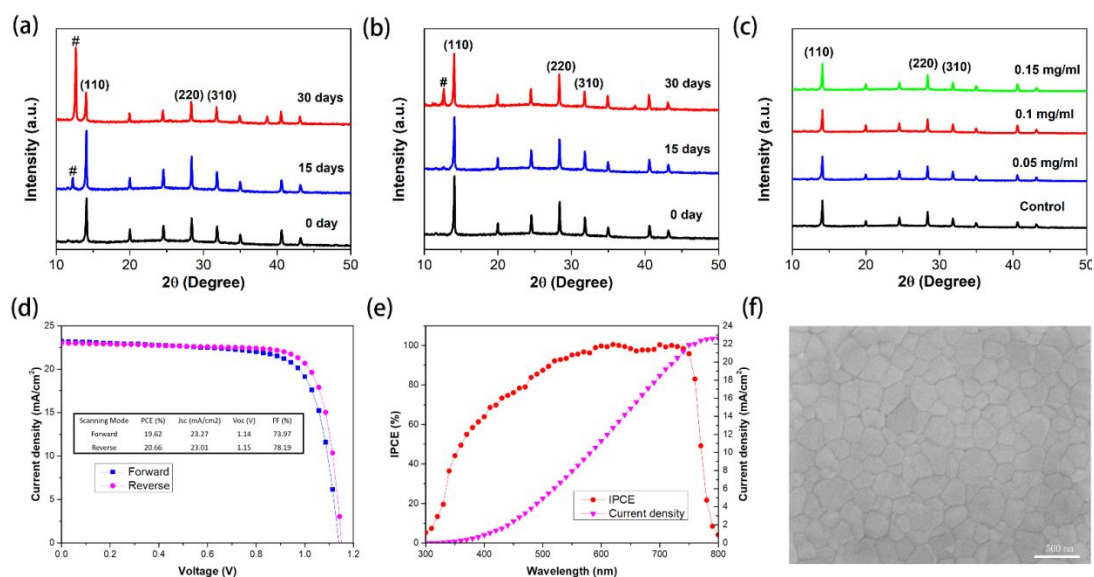 (a)
#
(110)
(220) (310)
30 days
#
15 days
0 day
Intensity (a.u.)
10 20 30 40 50
2θ (Degree)
(b)
(110)
#
(220)
(310)
30 days
15 days
0 day
Intensity (a.u.)
10 20 30 40 50
2θ (Degree)
(c)
(110)
(220) (310)
0.15 mg/ml
0.1 mg/ml
0.05 mg/ml
Control
Intensity (a.u.)
10 20 30 40 50
2θ (Degree)
(d)
25
20
15
10
5
0
Current density (mA/cm²)
Scanning Mode PCE (%) Jsc (mA/cm2) Voc (V) FF (%)
Forward 19.62 23.27 1.14 73.97
Reverse 20.66 23.01 1.15 78.19
Forward
Reverse
0.0 0.2 0.4 0.6 0.8 1.0 1.2
Voltage (V)
(e)
100
80
60
40
20
0
IPCE (%)
IPCE
Current density
24
22
20
18
16
14
12
10
8
6
4
2
0
Current density (mA/cm²)
300 400 500 600 700 800
Wavelength (nm)
(f)
500 nm